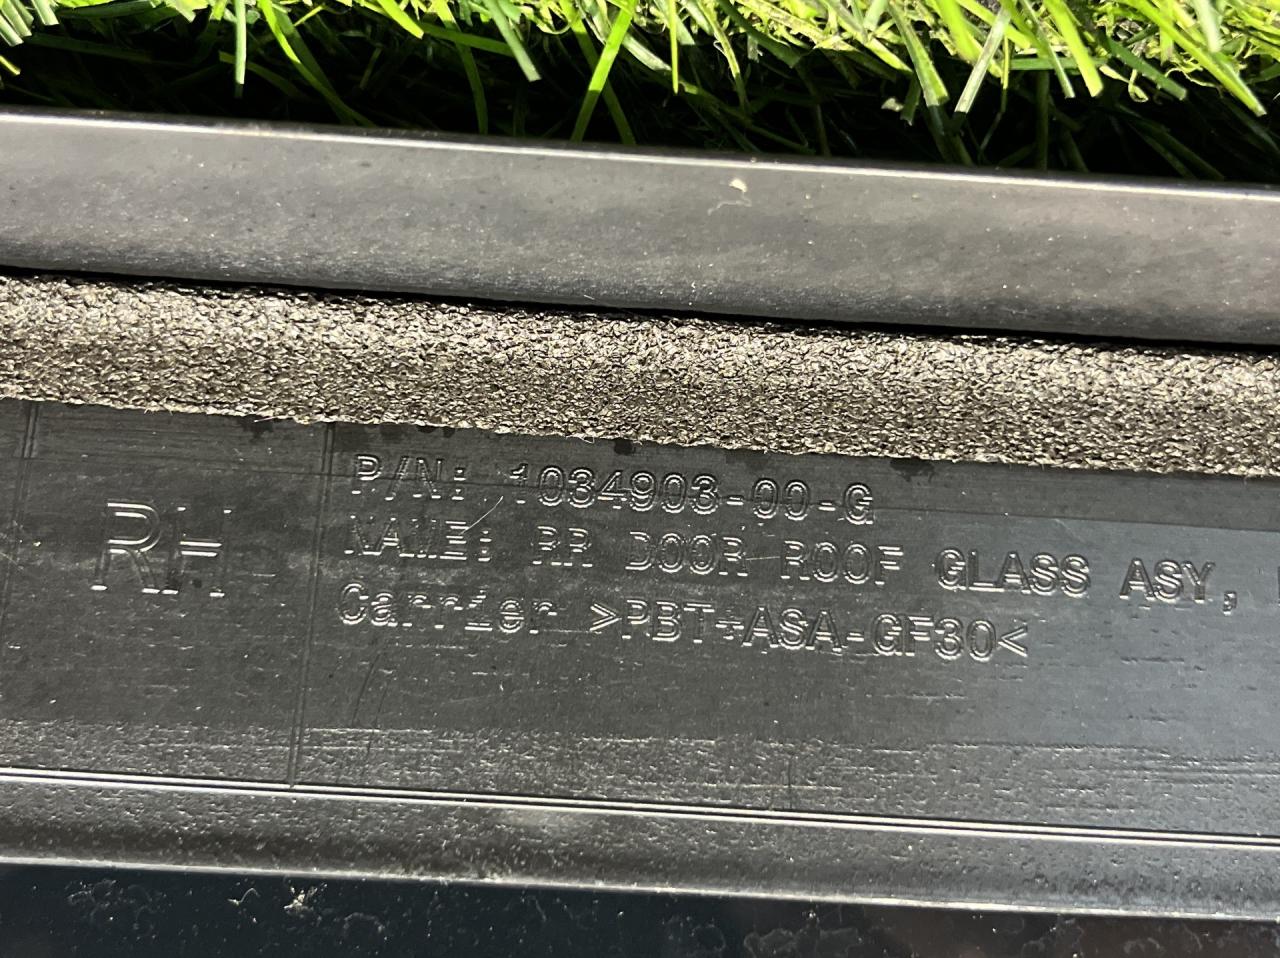 RH
P/N: 1034903-00-G
NAME: RR DOOR ROOF GLASS ASY,
Carrier >PBT+ASA-GF30<